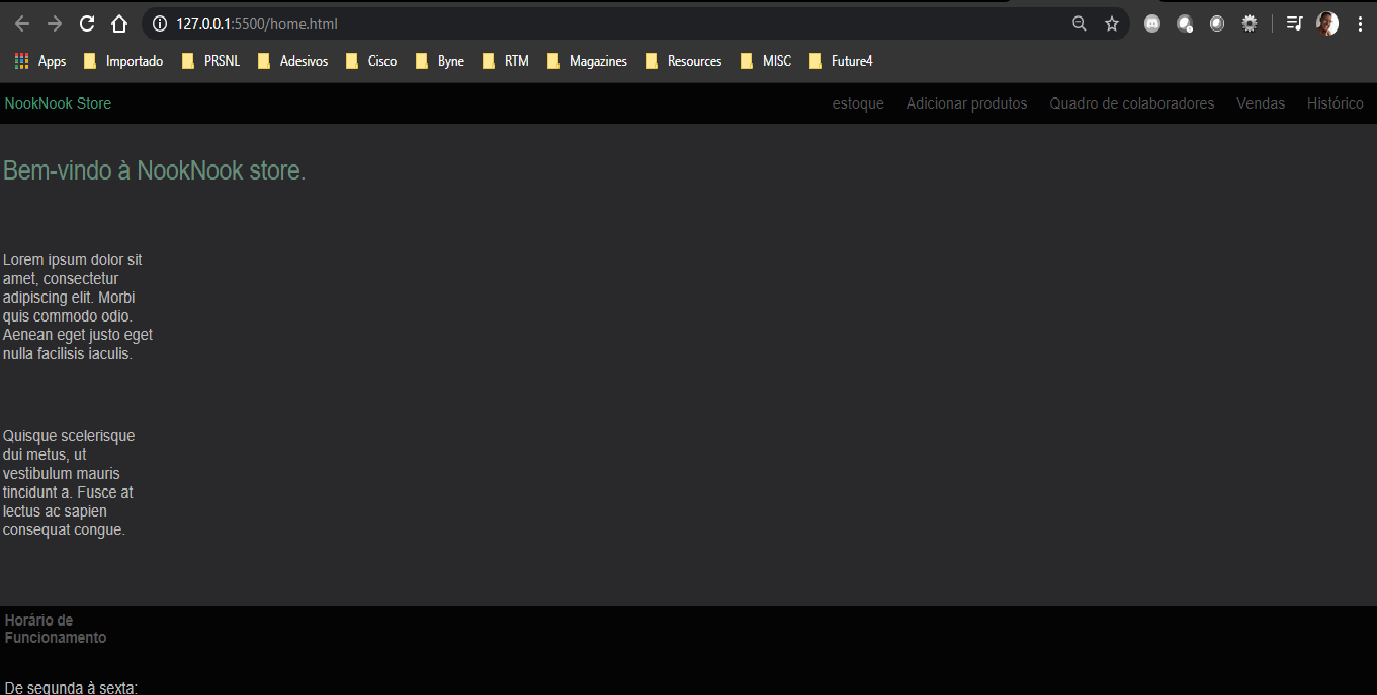 127.0.0.1:5500/home.html
Apps Importado PRSNL Adesivos Cisco Byne RTM Magazines Resources MISC Future4
NookNook Store estoque Adicionar produtos Quadro de colaboradores Vendas Histórico
Bem-vindo à NookNook store.
Lorem ipsum dolor sit
amet, consectetur
adipiscing elit. Morbi
quis commodo odio.
Aenean eget justo eget
nulla facilisis iaculis.
Quisque scelerisque
dui metus, ut
vestibulum mauris
tincidunt a. Fusce at
lectus ac sapien
consequat congue.
Horário de
Funcionamento
De segunda à sexta: